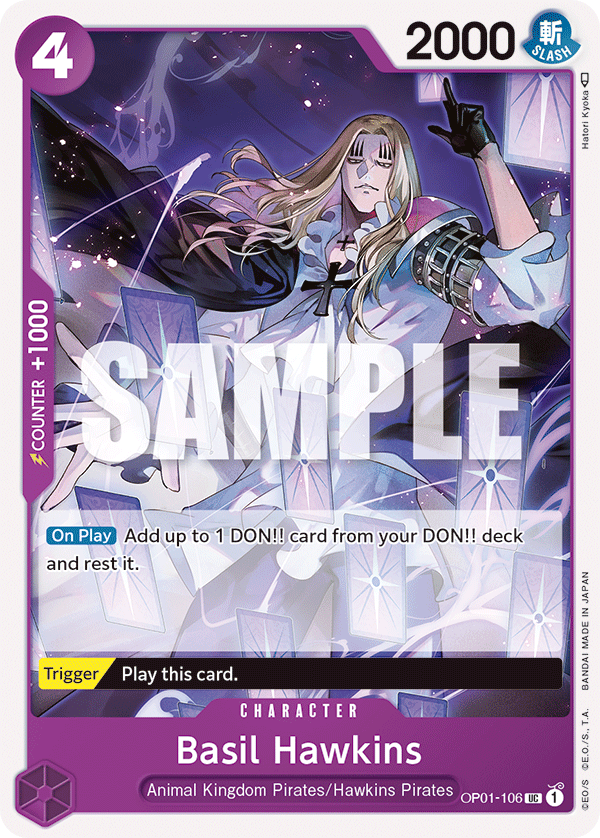 4
2000
斬
SLASH
Hatori Kyoka
COUNTER +1000
SAMPLE
On Play Add up to 1 DON!! card from your DON!! deck
and rest it.
Trigger Play this card.
CHARACTER
Basil Hawkins
Animal Kingdom Pirates/Hawkins Pirates
OP01-106 UC 1
©EO/S ©E.O./S., T.A. BANDAI MADE IN JAPAN